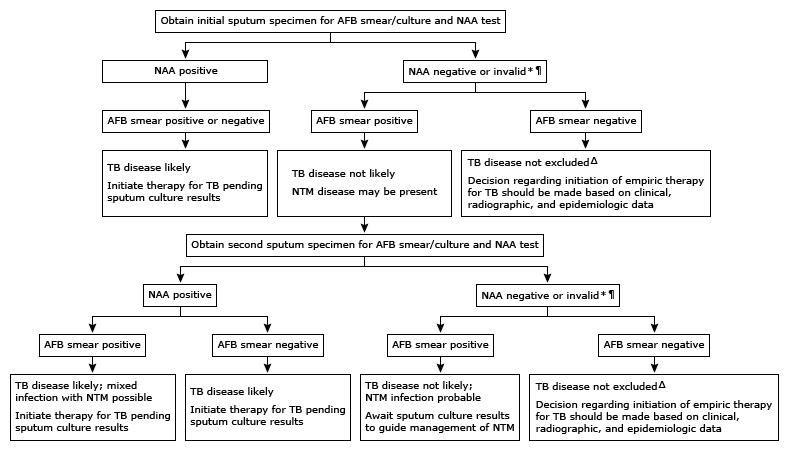 Obtain initial sputum specimen for AFB smear/culture and NAA test
NAA positive
NAA negative or invalid*¶
AFB smear positive or negative
AFB smear positive
AFB smear negative
TB disease likely
Initiate therapy for TB pending
sputum culture results
TB disease not likely
NTM disease may be present
TB disease not excludedΔ
Decision regarding initiation of empiric therapy
for TB should be made based on clinical,
radiographic, and epidemiologic data
Obtain second sputum specimen for AFB smear/culture and NAA test
NAA positive
NAA negative or invalid*¶
AFB smear positive
AFB smear negative
AFB smear positive
AFB smear negative
TB disease likely; mixed
infection with NTM possible
Initiate therapy for TB pending
sputum culture results
TB disease likely
Initiate therapy for TB pending
sputum culture results
TB disease not likely;
NTM infection probable
Await sputum culture results
to guide management of NTM
TB disease not excludedΔ
Decision regarding initiation of empiric therapy
for TB should be made based on clinical,
radiographic, and epidemiologic data